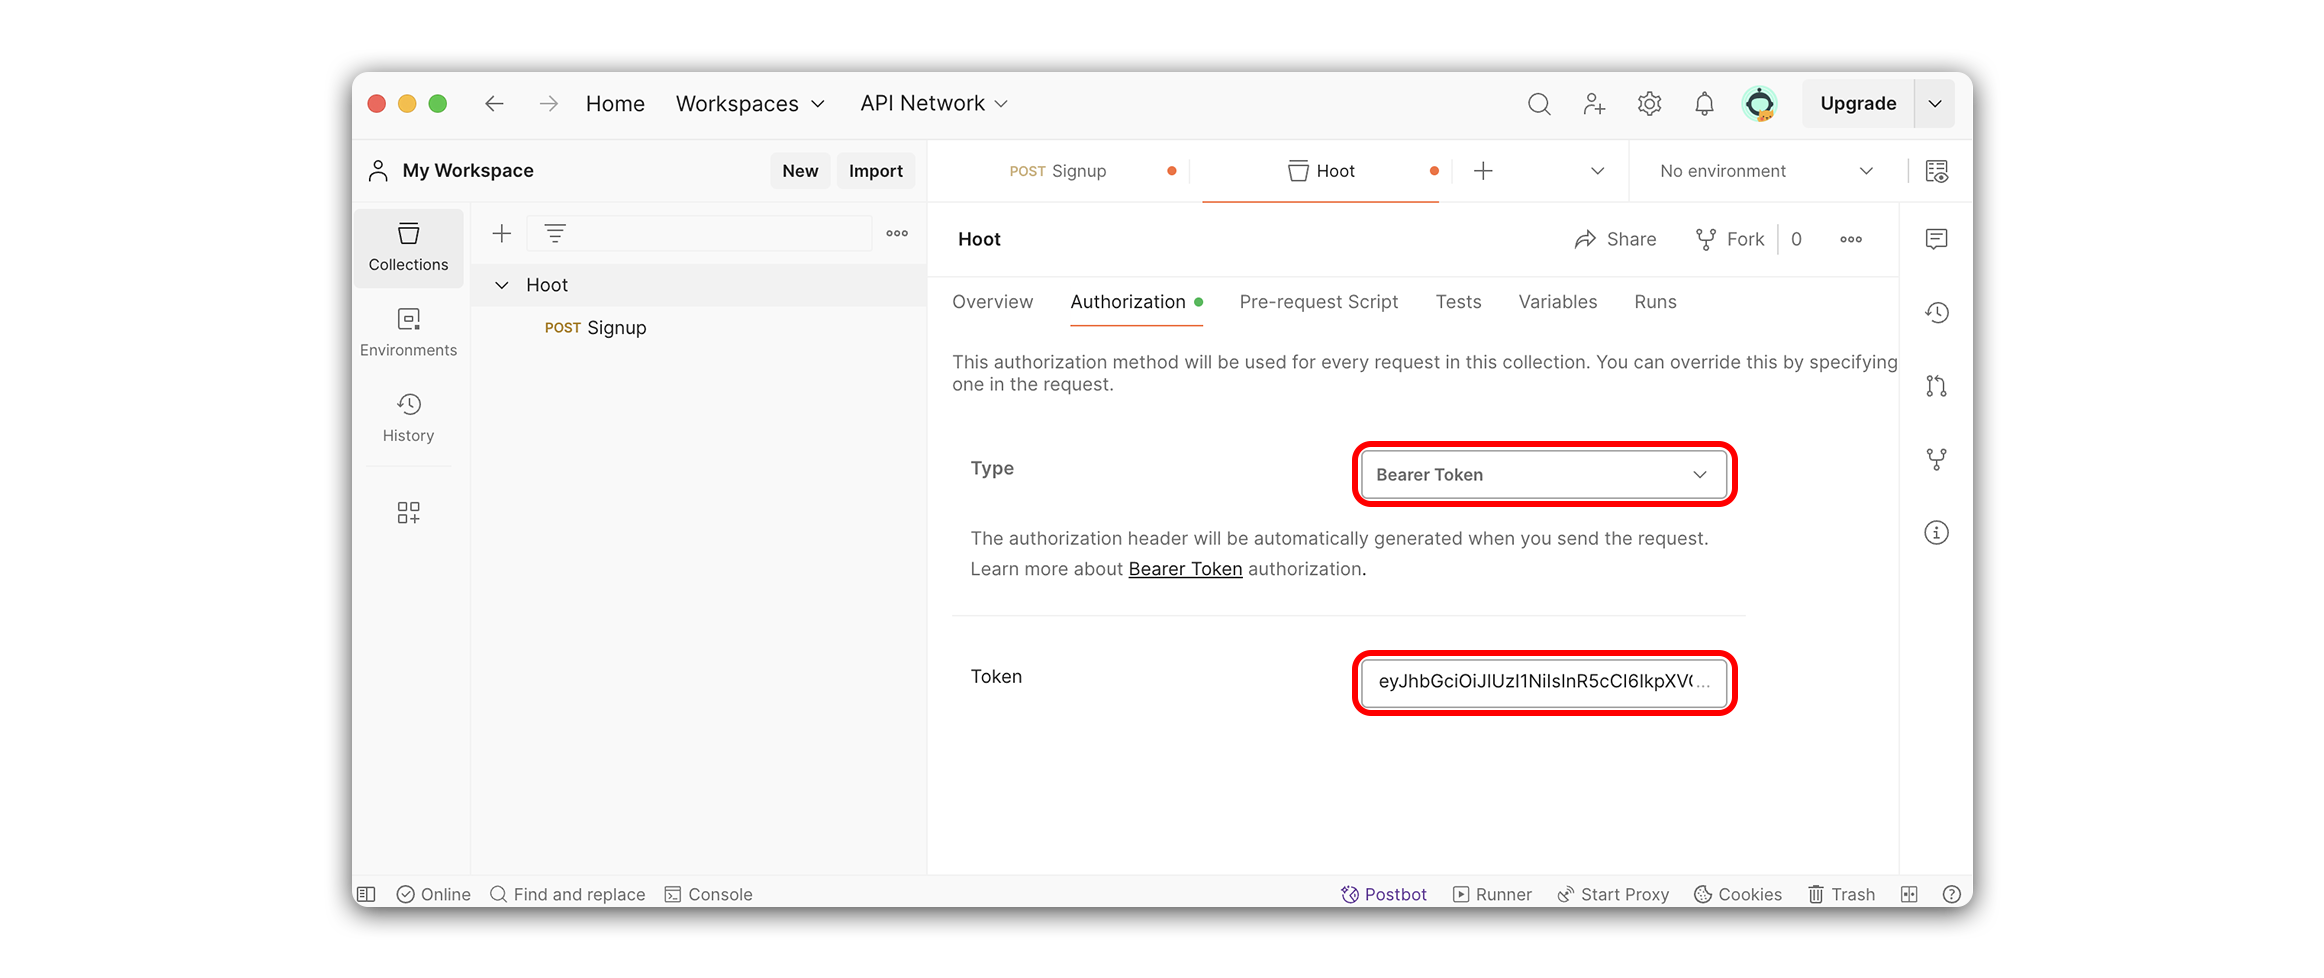 Home Workspaces API Network Upgrade
My Workspace New Import POST Signup Hoot No environment
Collections
Environments
History
Hoot
POST Signup
Hoot Share Fork 0
Overview Authorization Pre-request Script Tests Variables Runs
This authorization method will be used for every request in this collection. You can override this by specifying
one in the request.
Type Bearer Token
The authorization header will be automatically generated when you send the request.
Learn more about Bearer Token authorization.
Token eyJhbGciOiJIUzI1NiIsInR5cCI6IkpXVC...
Online Find and replace Console Postbot Runner Start Proxy Cookies Trash